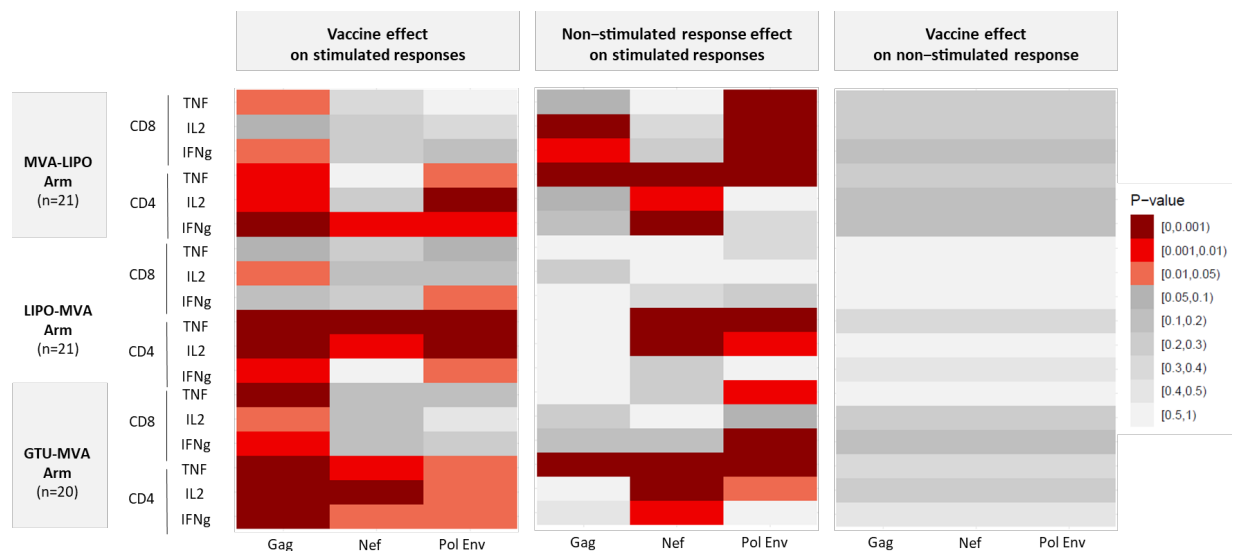 Vaccine effect
on stimulated responses
Non−stimulated response effect
on stimulated responses
Vaccine effect
on non−stimulated response
MVA-LIPO
Arm
(n=21)
CD8
TNF
IL2
IFNg
CD4
TNF
IL2
IFNg
LIPO-MVA
Arm
(n=21)
CD8
TNF
IL2
IFNg
CD4
TNF
IL2
IFNg
GTU-MVA
Arm
(n=20)
CD8
TNF
IL2
IFNg
CD4
TNF
IL2
IFNg
Gag Nef Pol Env
Gag Nef Pol Env
Gag Nef Pol Env
P−value
[0,0.001)
[0.001,0.01)
[0.01,0.05)
[0.05,0.1)
[0.1,0.2)
[0.2,0.3)
[0.3,0.4)
[0.4,0.5)
[0.5,1)